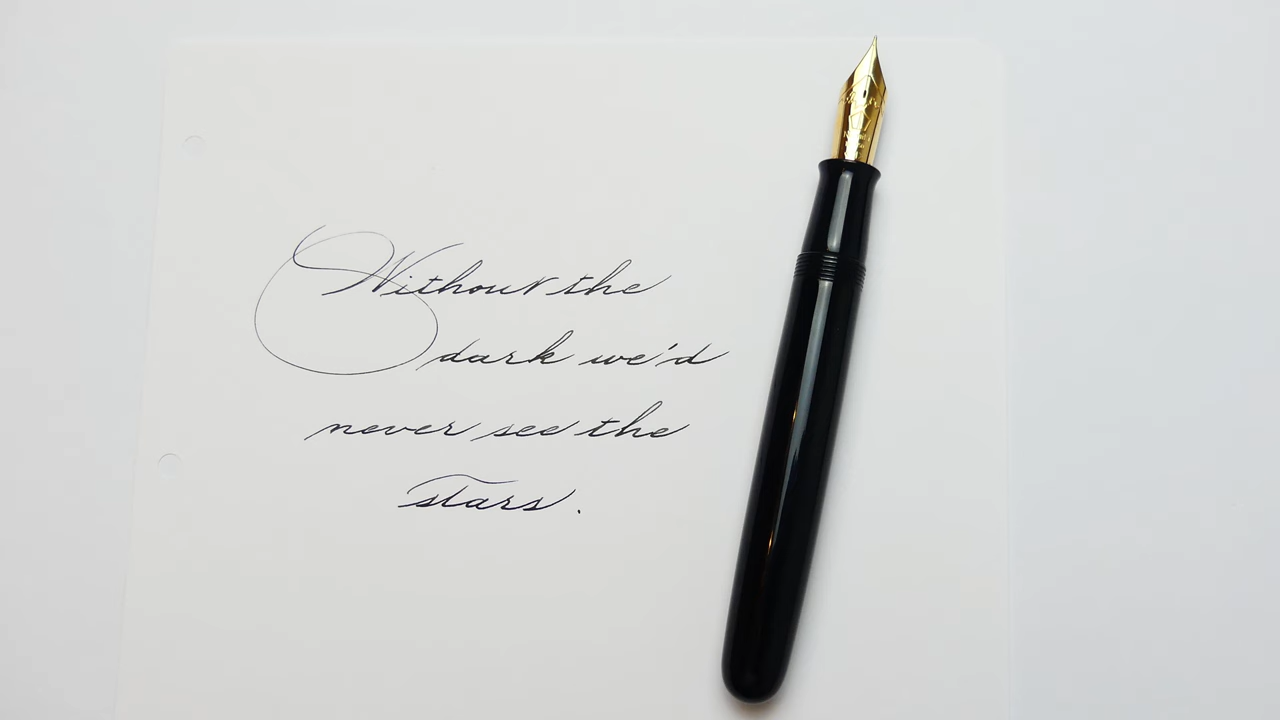 Without the
dark we'd
never see the
stars.